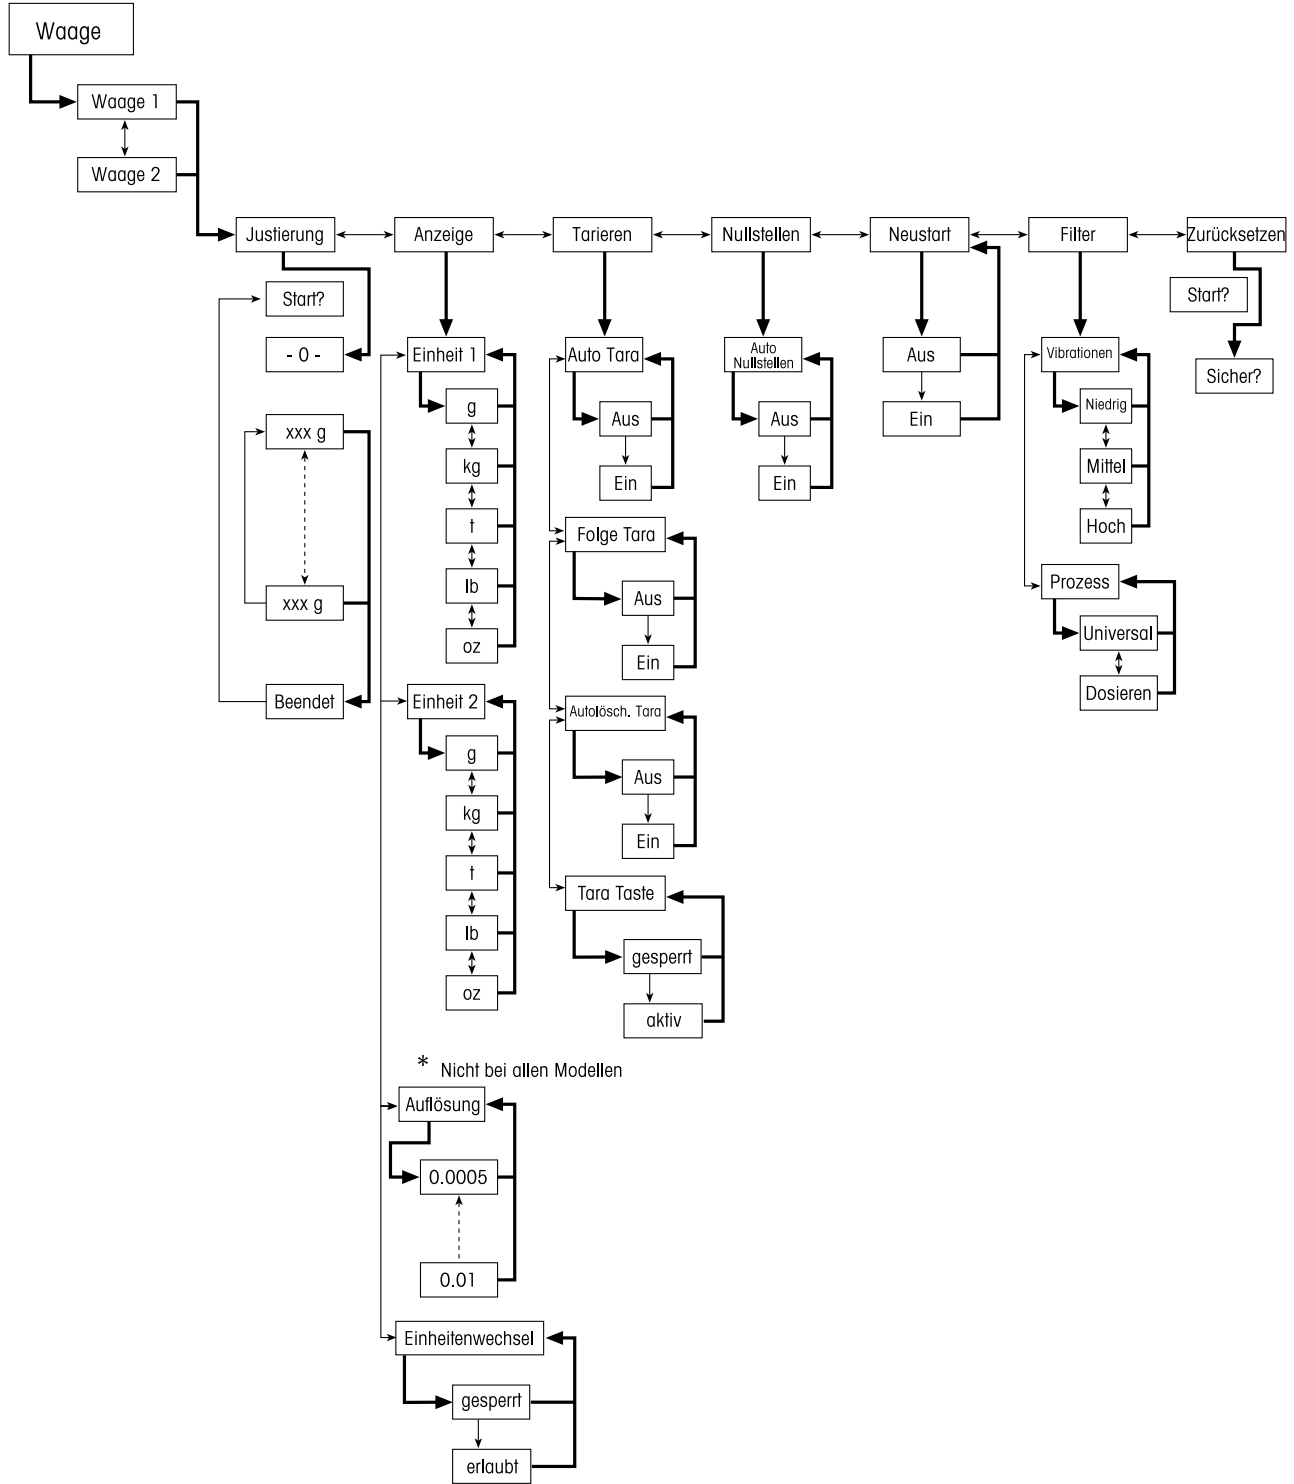 Waage
Waage 1
Waage 2
Justierung
Anzeige
Tarieren
Nullstellen
Neustart
Filter
Zurücksetzen
Start?
- 0 -
xxx g
xxx g
Beendet
Einheit 1
g
kg
t
lb
oz
Einheit 2
g
kg
t
lb
oz
* Nicht bei allen Modellen
Auflösung
0.0005
0.01
Einheitenwechsel
gesperrt
erlaubt
Auto Tara
Aus
Ein
Folge Tara
Aus
Ein
Autolösch. Tara
Aus
Ein
Tara Taste
gesperrt
aktiv
Auto
Nullstellen
Aus
Ein
Aus
Ein
Vibrationen
Niedrig
Mittel
Hoch
Prozess
Universal
Dosieren
Start?
Sicher?